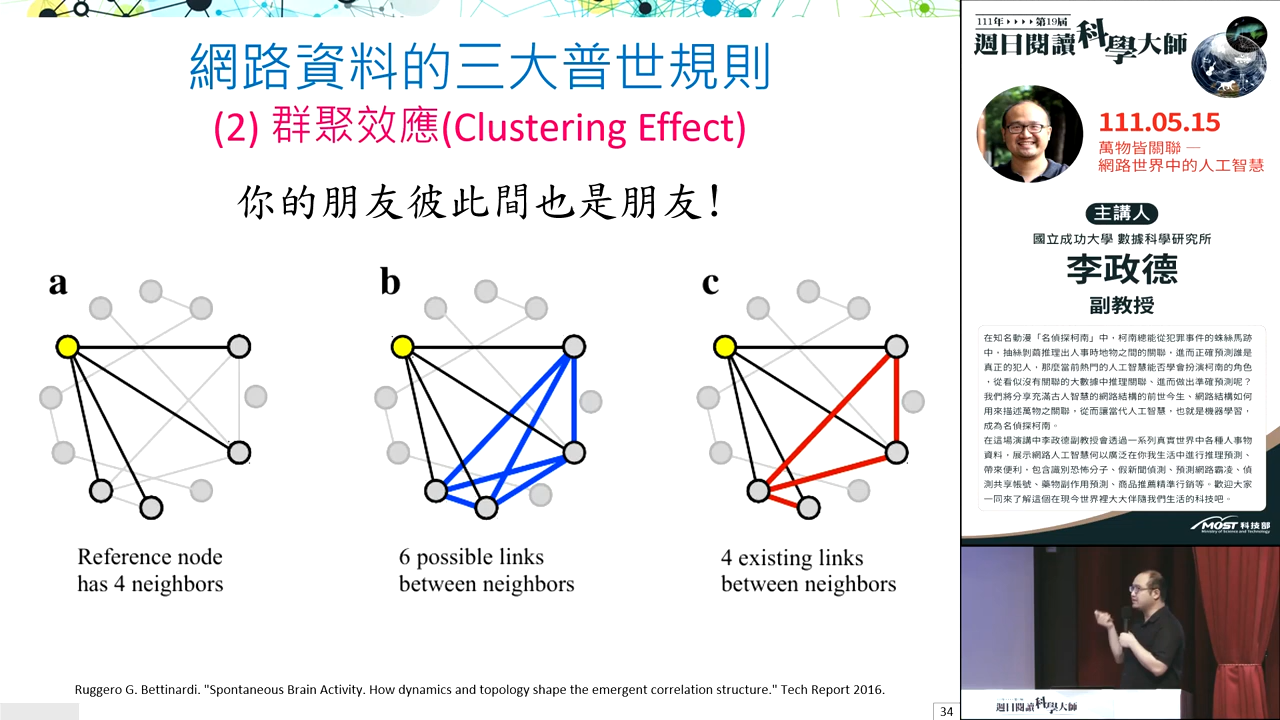 網路資料的三大普世規則
(2) 群聚效應(Clustering Effect)
你的朋友彼此間也是朋友!
a
b
c
Reference node
has 4 neighbors
6 possible links
between neighbors
4 existing links
between neighbors
Ruggero G. Bettinardi. "Spontaneous Brain Activity. How dynamics and topology shape the emergent correlation structure." Tech Report 2016.
34
111年 第19屆
週日閱讀科學大師
111.05.15
萬物皆關聯 —
網路世界中的人工智慧
主講人
國立成功大學 數據科學研究所
李政德
副教授
在知名動漫「名偵探柯南」中，柯南總能從犯罪事件的蛛絲馬跡
中，抽絲剝繭推理出人事時地物之間的關聯，進而正確預測誰是
真正的犯人，那麼當前熱門的人工智慧能否學會扮演柯南的角色
，從看似沒有關聯的大數據中推理關聯、進而做出準確預測呢？
我們將分享充滿古人智慧的網路結構的前世今生、網路結構如何
用來描述萬物之關聯，從而讓當代人工智慧，也就是機器學習，
成為名偵探柯南。
在這場演講中李政德副教授會透過一系列真實世界中各種人事物
資料，展示網路人工智慧何以廣泛在你我生活中進行推理預測、
帶來便利，包含識別恐怖分子、假新聞偵測、預測網路霸凌、偵
測共享帳號、藥物副作用預測、商品推薦精準行銷等。歡迎大家
一同來了解這個在現今世界裡大大伴隨我們生活的科技吧。
MOST 科技部
Ministry of Science and Technology
週日閱讀科學大師